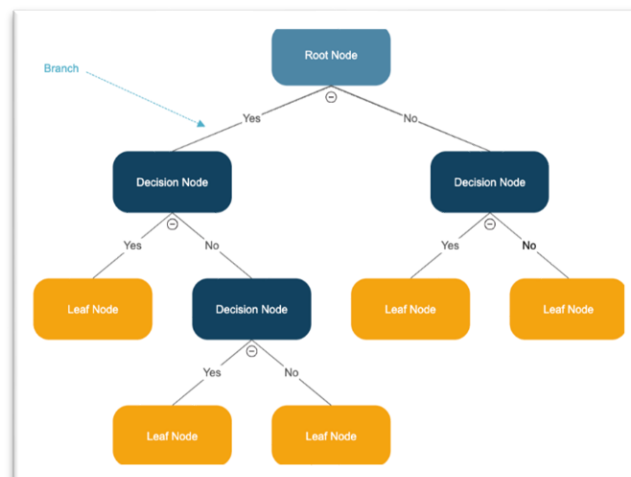 Root Node
Branch
Yes
No
Decision Node
Decision Node
Yes
No
Yes
No
Leaf Node
Decision Node
Leaf Node
Leaf Node
Yes
No
Leaf Node
Leaf Node